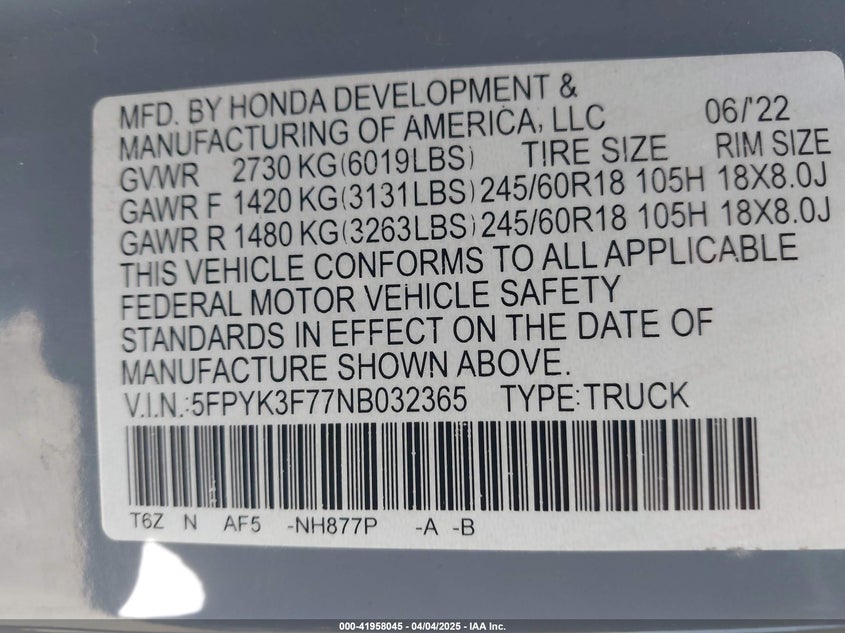 MFD. BY HONDA DEVELOPMENT &
MANUFACTURING OF AMERICA, LLC 06/'22
GVWR 2730 KG(6019LBS) TIRE SIZE RIM SIZE
GAWR F 1420 KG(3131LBS) 245/60R18 105H 18X8.0J
GAWR R 1480 KG(3263LBS) 245/60R18 105H 18X8.0J
THIS VEHICLE CONFORMS TO ALL APPLICABLE
FEDERAL MOTOR VEHICLE SAFETY
STANDARDS IN EFFECT ON THE DATE OF
MANUFACTURE SHOWN ABOVE.
V.I.N.:5FPYK3F77NB032365 TYPE:TRUCK
T6Z N AF5 -NH877P -A -B
000-41958045 - 04/04/2025 - IAA Inc.